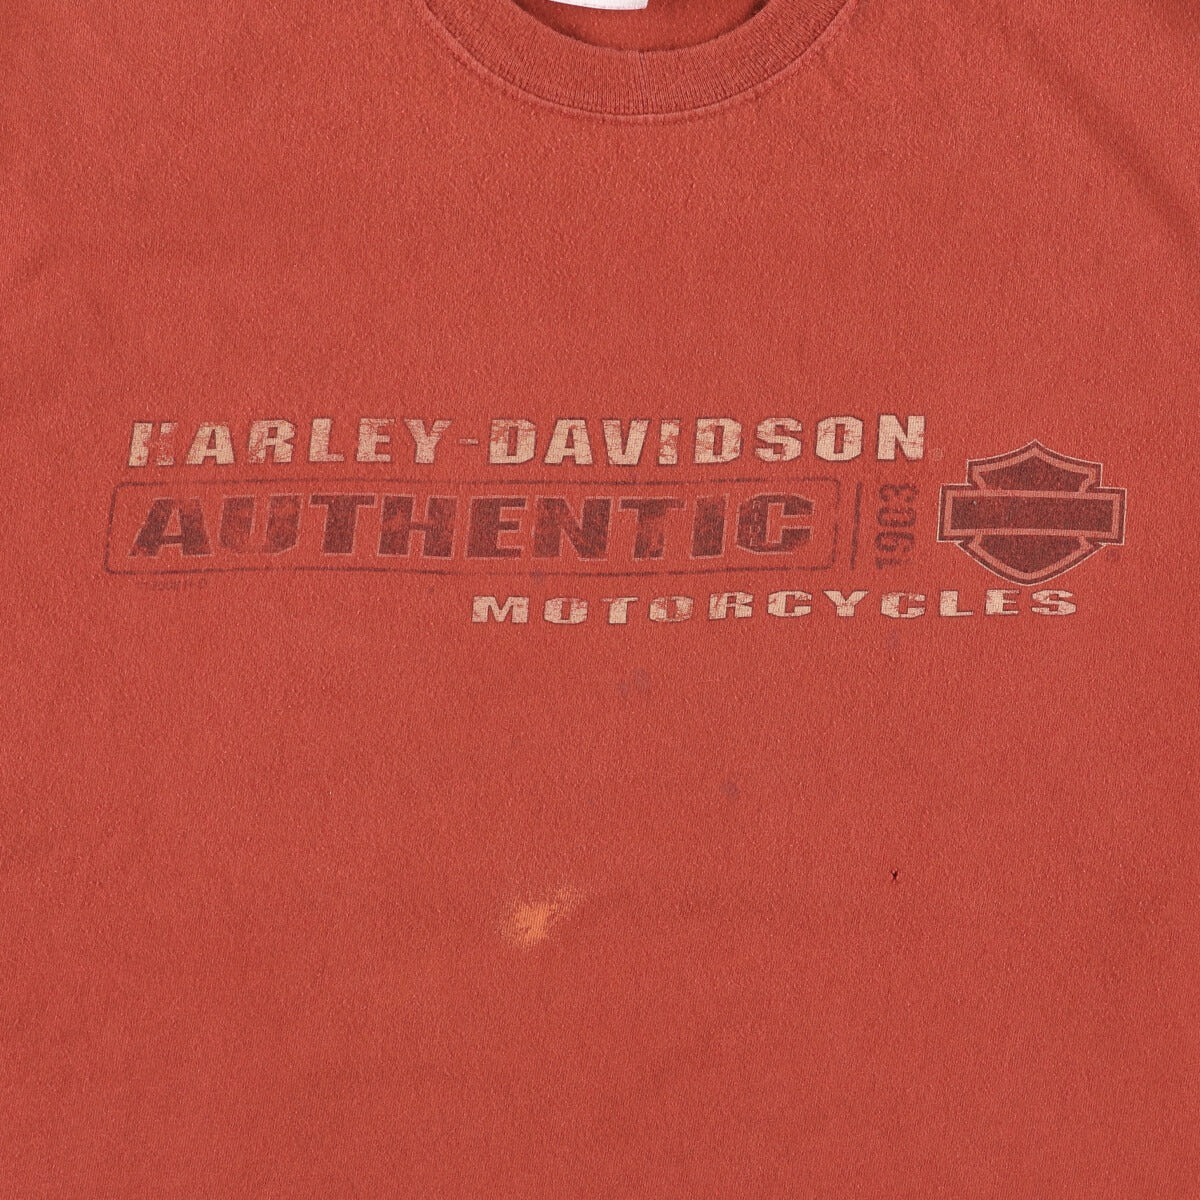 HARLEY-DAVIDSON
AUTHENTIC
1903
MOTORCYCLES